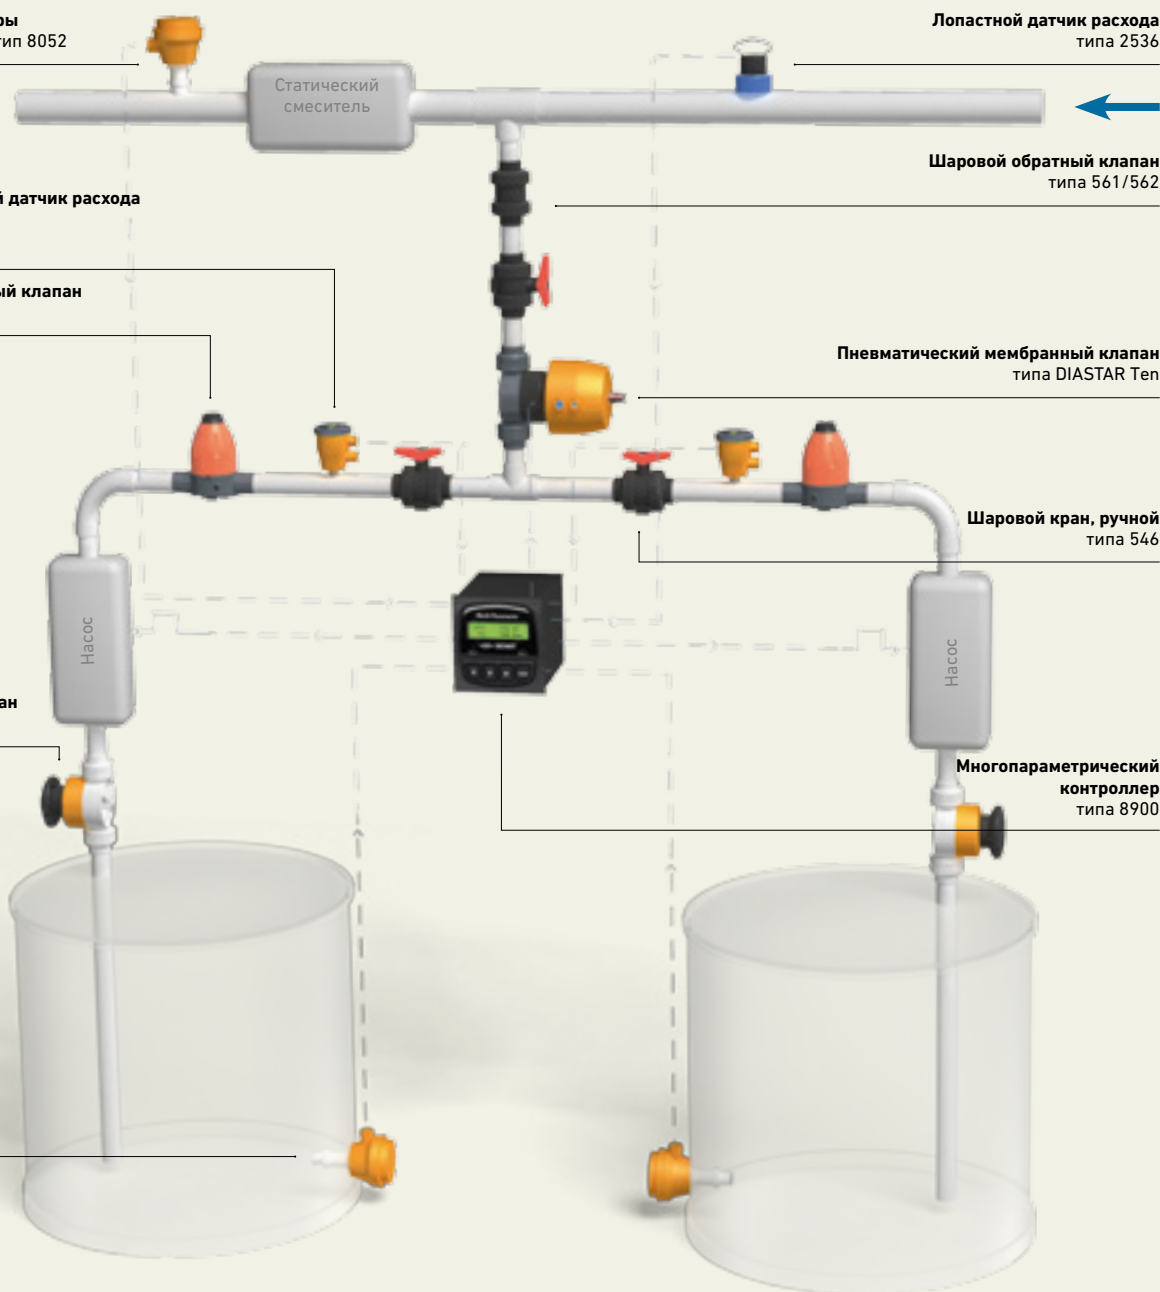 ры
тип 8052
Лопастной датчик расхода
типа 2536
Статический
смеситель
Шаровой обратный клапан
типа 561/562
й датчик расхода
ый клапан
Пневматический мембранный клапан
типа DIASTAR Ten
Шаровой кран, ручной
типа 546
Насос
Насос
ан
Многопараметрический
контроллер
типа 8900